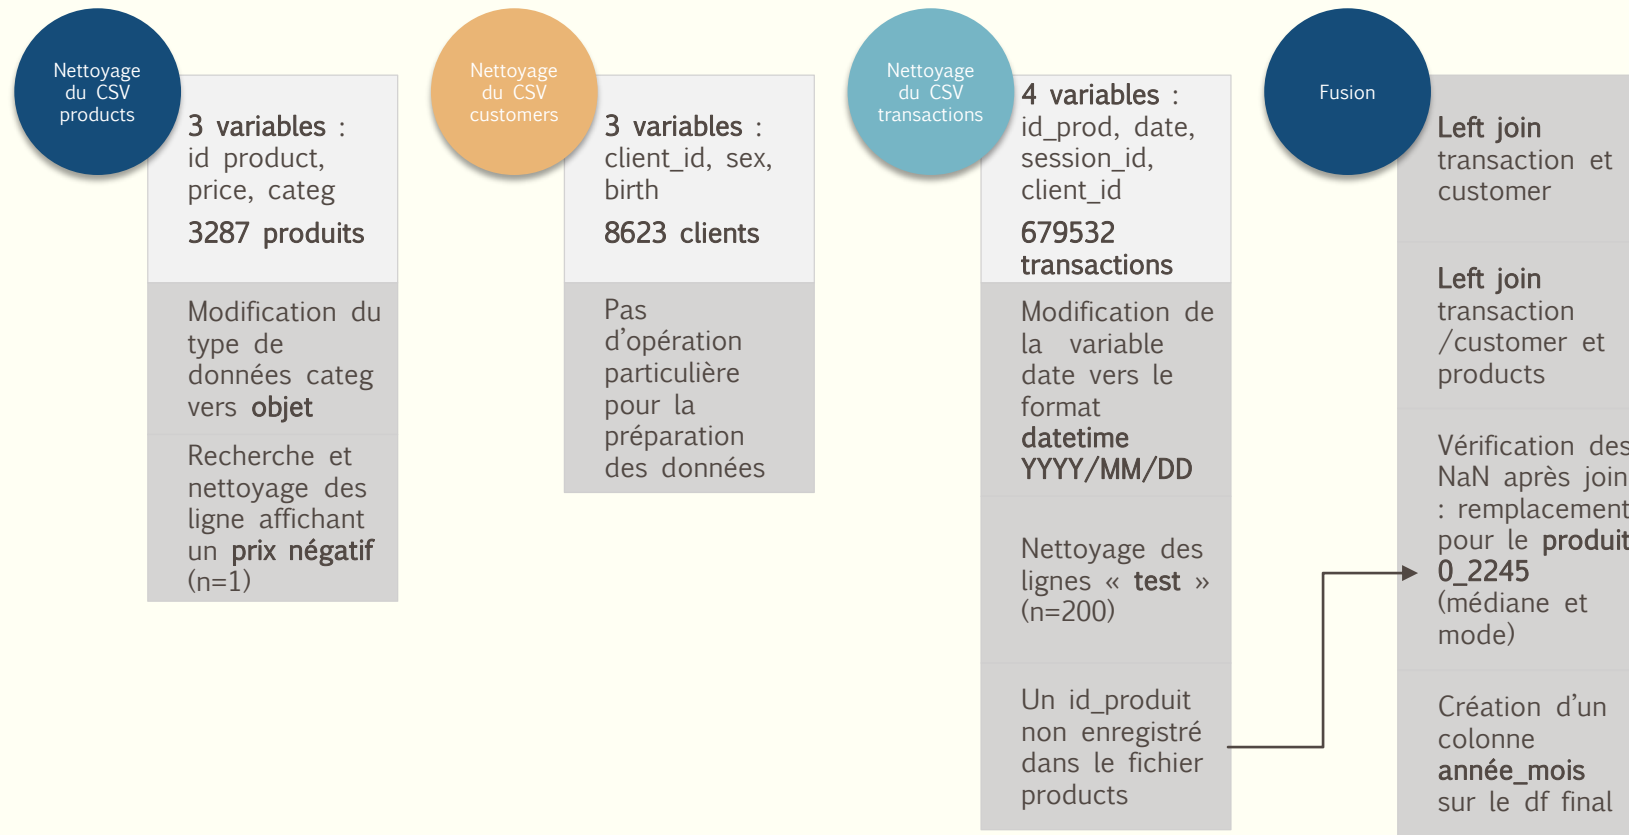 Nettoyage
du CSV
products
3 variables :
id product,
price, categ
3287 produits
Modification du
type de
données categ
vers objet
Recherche et
nettoyage des
ligne affichant
un prix négatif
(n=1)
Nettoyage
du CSV
customers
3 variables :
client_id, sex,
birth
8623 clients
Pas
d’opération
particulière
pour la
préparation
des données
Nettoyage
du CSV
transactions
4 variables :
id_prod, date,
session_id,
client_id
679532
transactions
Modification de
la variable
date vers le
format
datetime
YYYY/MM/DD
Nettoyage des
lignes « test »
(n=200)
Un id_produit
non enregistré
dans le fichier
products
Fusion
Left join
transaction et
customer
Left join
transaction
/customer et
products
Vérification des
NaN après join
: remplacement
pour le produit
0_2245
(médiane et
mode)
Création d’un
colonne
année_mois
sur le df final